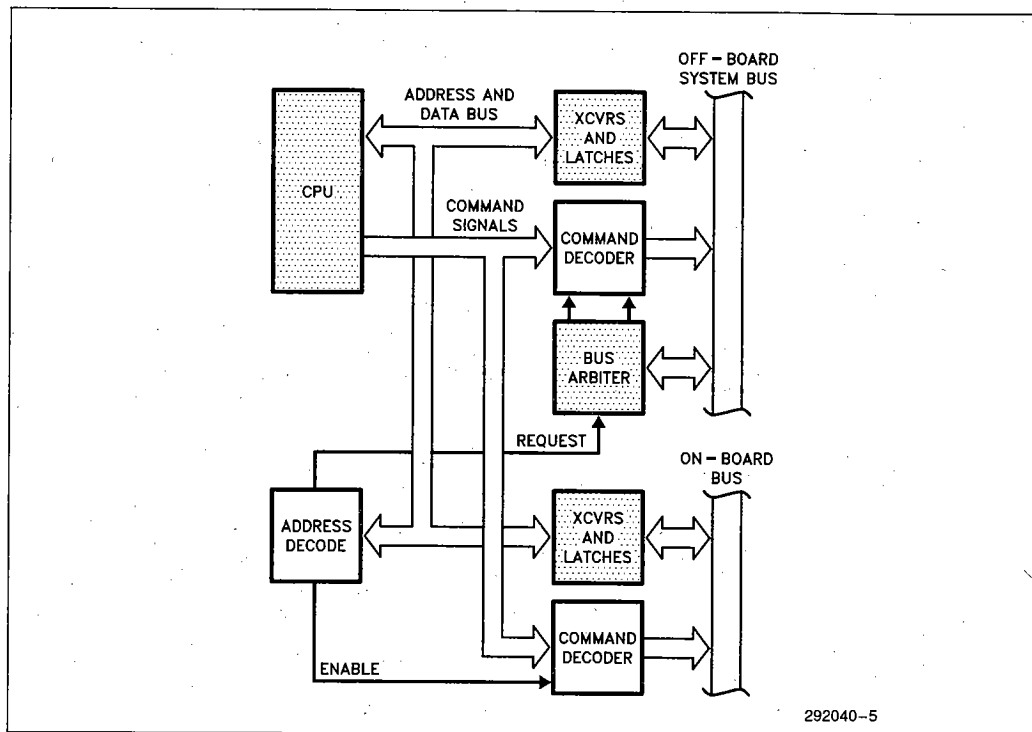 OFF-BOARD
SYSTEM BUS
ADDRESS AND
DATA BUS
XCVRS
AND
LATCHES
CPU
COMMAND
SIGNALS
COMMAND
DECODER
BUS
ARBITER
REQUEST
ON-BOARD
BUS
ADDRESS
DECODE
XCVRS
AND
LATCHES
COMMAND
DECODER
ENABLE
292040-5